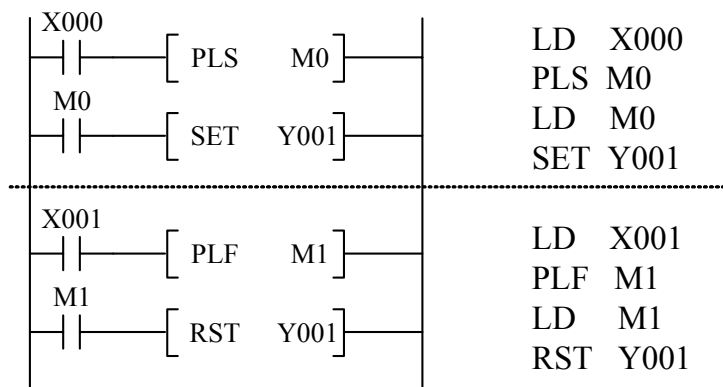 X000
PLS M0
M0
SET Y001
X001
PLF M1
M1
RST Y001
LD X000
PLS M0
LD M0
SET Y001
LD X001
PLF M1
LD M1
RST Y001